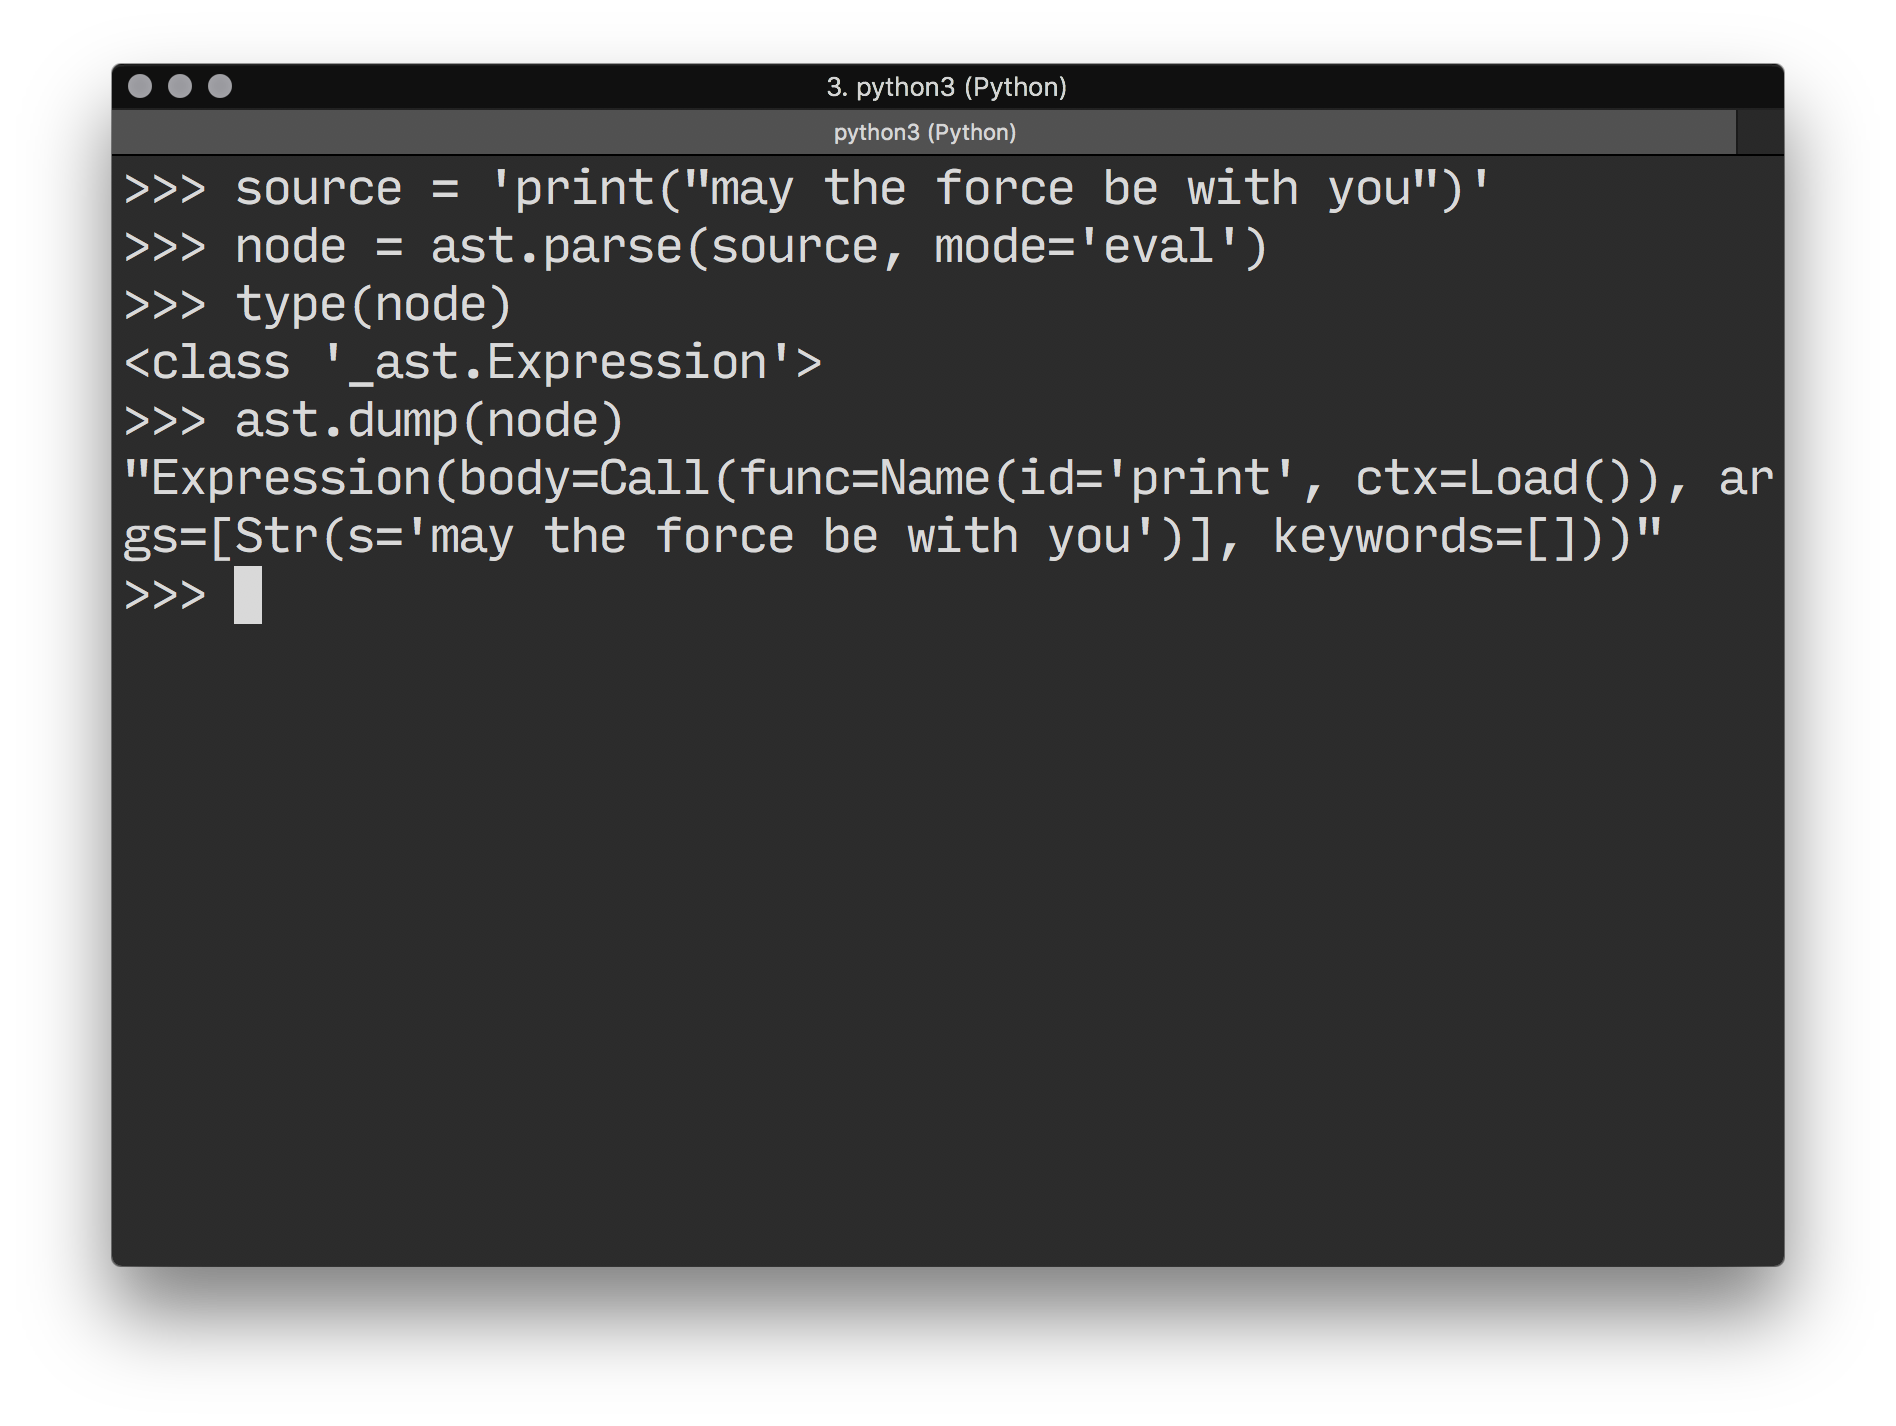 3. python3 (Python)
python3 (Python)
>>> source = 'print("may the force be with you")'
>>> node = ast.parse(source, mode='eval')
>>> type(node)
<class '_ast.Expression'>
>>> ast.dump(node)
"Expression(body=Call(func=Name(id='print', ctx=Load()), ar
gs=[Str(s='may the force be with you')], keywords=[]))"
>>>